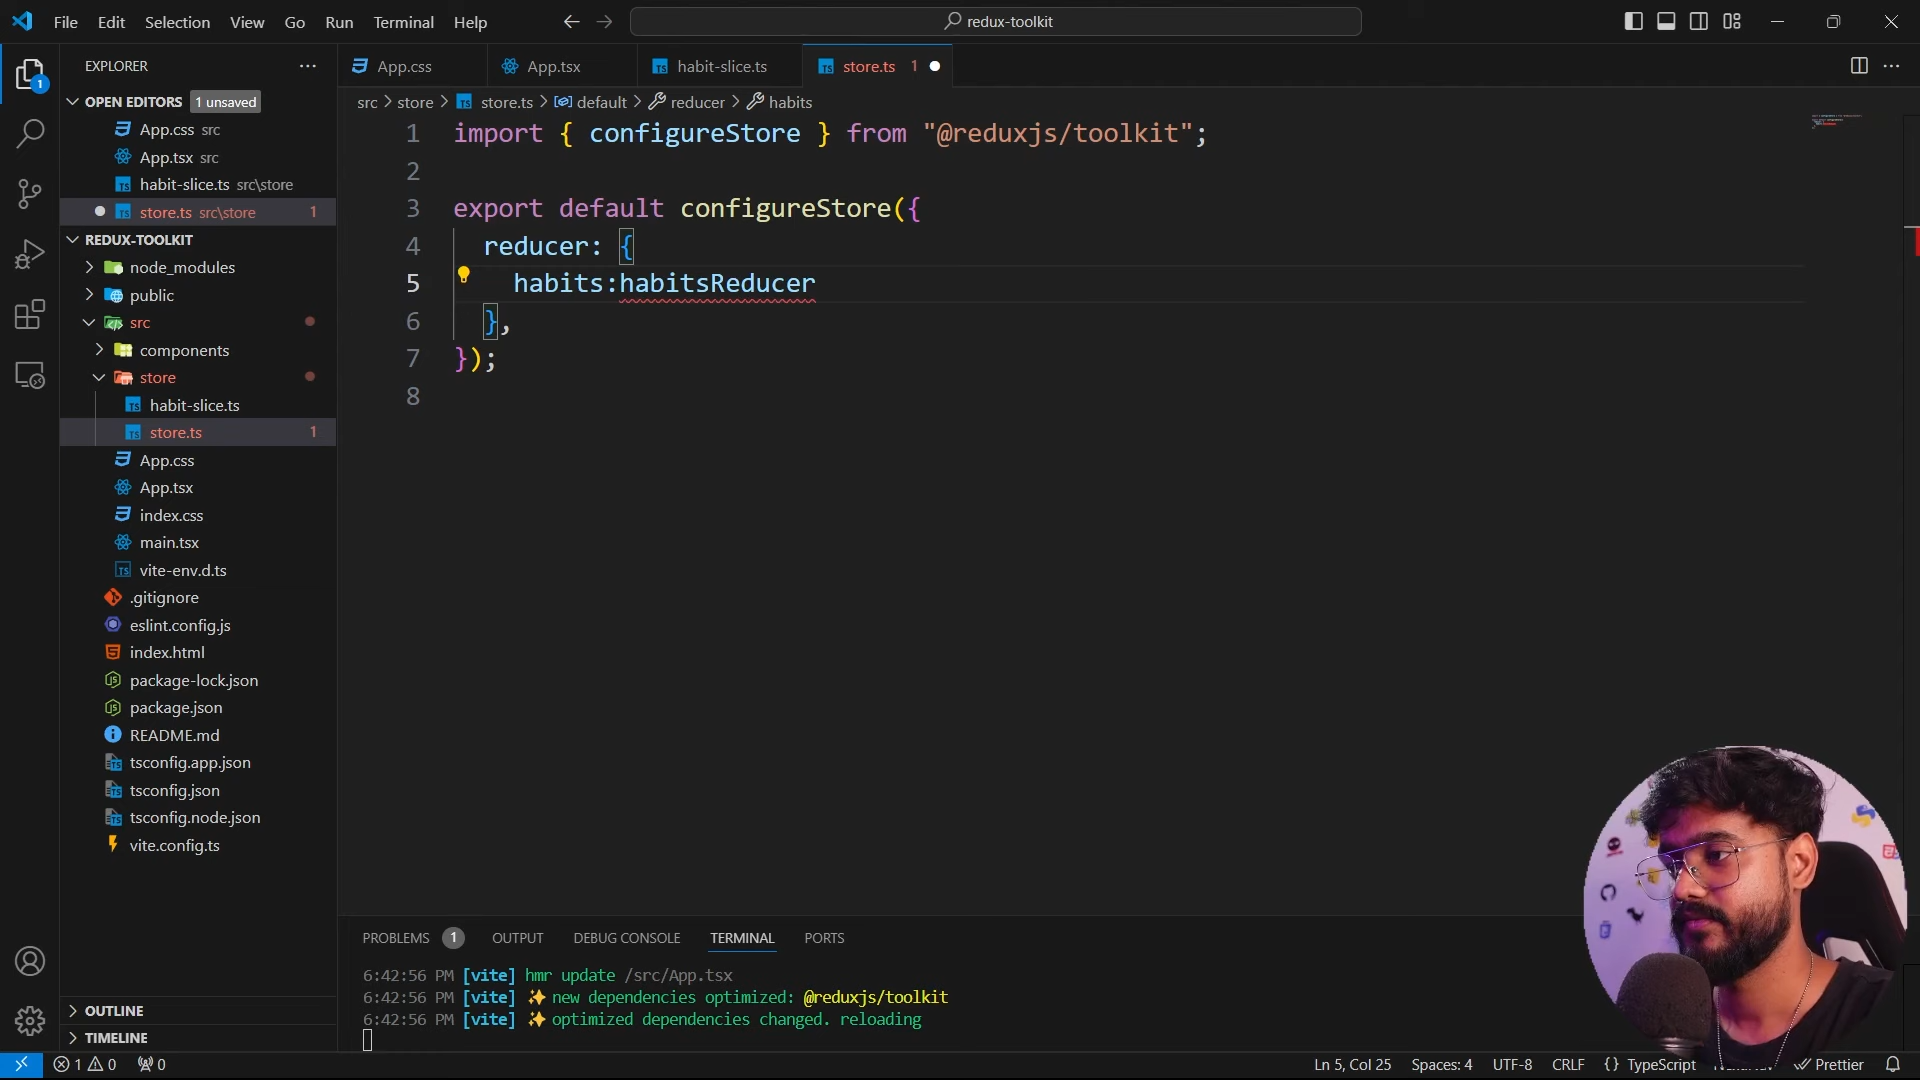 File Edit Selection View Go Run Terminal Help
redux-toolkit
EXPLORER
OPEN EDITORS 1 unsaved
App.css src
App.tsx src
habit-slice.ts src\store
store.ts src\store 1
REDUX-TOOLKIT
node_modules
public
src
components
store
habit-slice.ts
store.ts 1
App.css
App.tsx
index.css
main.tsx
vite-env.d.ts
.gitignore
eslint.config.js
index.html
package-lock.json
package.json
README.md
tsconfig.app.json
tsconfig.json
tsconfig.node.json
vite.config.ts
OUTLINE
TIMELINE
App.css App.tsx habit-slice.ts store.ts 1
src > store > store.ts > default > reducer > habits
1 import { configureStore } from "@reduxjs/toolkit";
2
3 export default configureStore({
4 reducer: {
5 habits:habitsReducer
6 },
7 });
8
PROBLEMS 1 OUTPUT DEBUG CONSOLE TERMINAL PORTS
6:42:56 PM [vite] hmr update /src/App.tsx
6:42:56 PM [vite] ✨ new dependencies optimized: @reduxjs/toolkit
6:42:56 PM [vite] ✨ optimized dependencies changed. reloading
1 0 0 Ln 5, Col 25 Spaces: 4 UTF-8 CRLF {} TypeScript Prettier